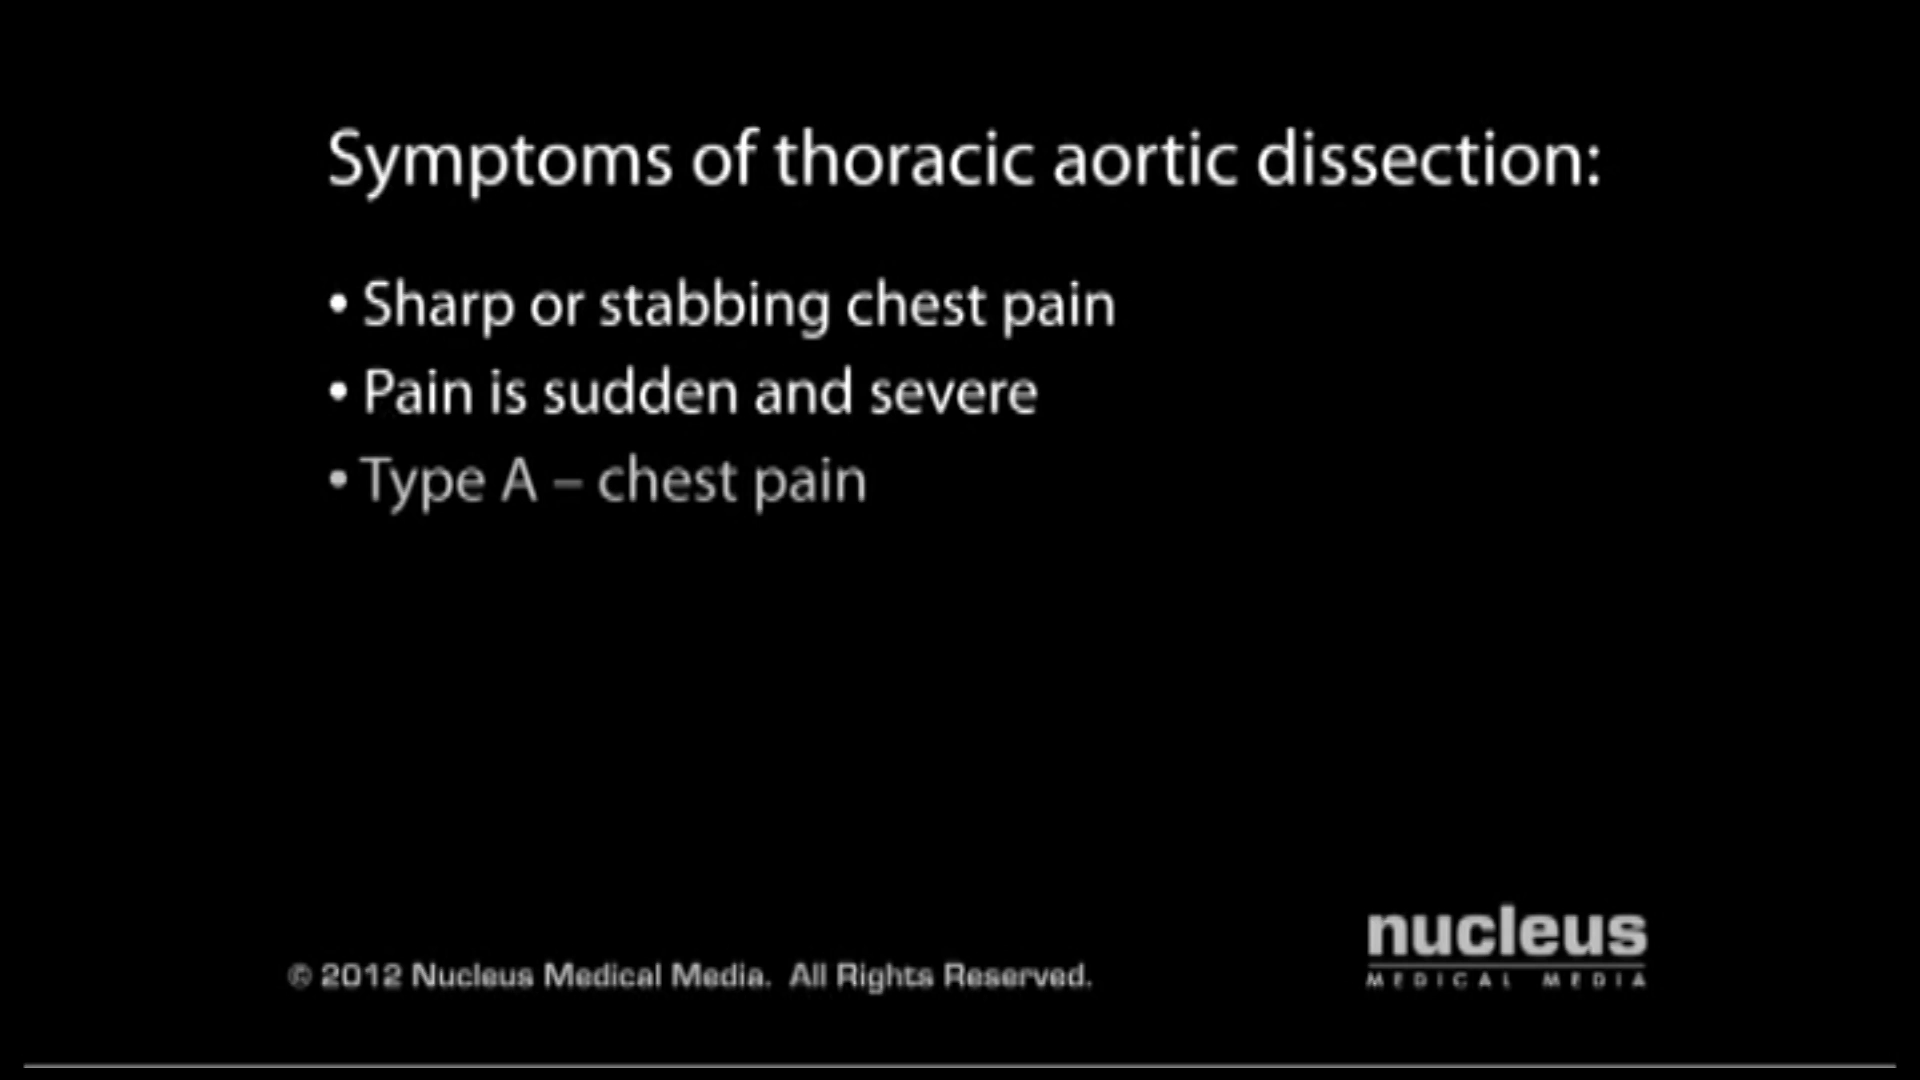 Symptoms of thoracic aortic dissection:
• Sharp or stabbing chest pain
• Pain is sudden and severe
• Type A – chest pain
nucleus
MEDICAL MEDIA
© 2012 Nucleus Medical Media. All Rights Reserved.